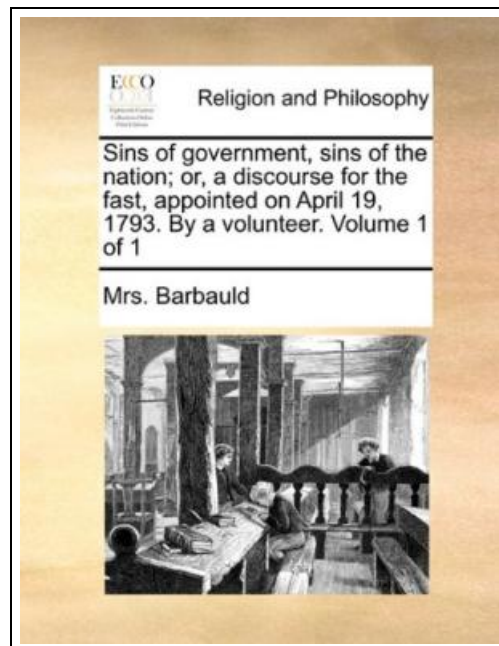 ECCO
Religion and Philosophy
Sins of government, sins of the
nation; or, a discourse for the
fast, appointed on April 19,
1793. By a volunteer. Volume 1
of 1
Mrs. Barbauld